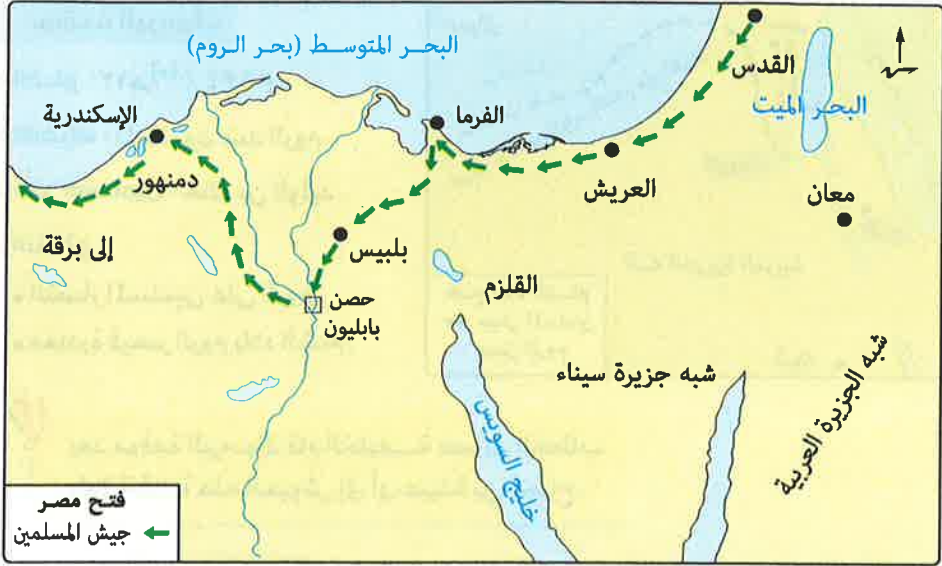 البحر المتوسط (بحر الروم)
القدس
البحر الميت
الإسكندرية
الفرما
دمنهور
العريش
معان
إلى برقة
بلبيس
القلزم
حصن
بابليون
شبه جزيرة سيناء
شبه الجزيرة العربية
خليج السويس
فتح مصر
جيش المسلمين